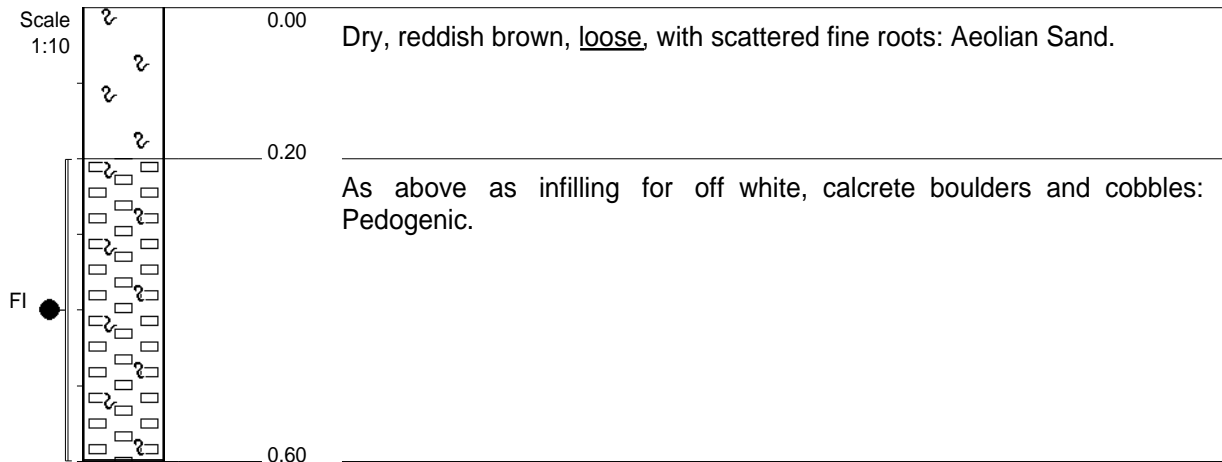 Scale
1:10
0.00
Dry, reddish brown, loose, with scattered fine roots: Aeolian Sand.
0.20
As above as infilling for off white, calcrete boulders and cobbles:
Pedogenic.
FI
0.60